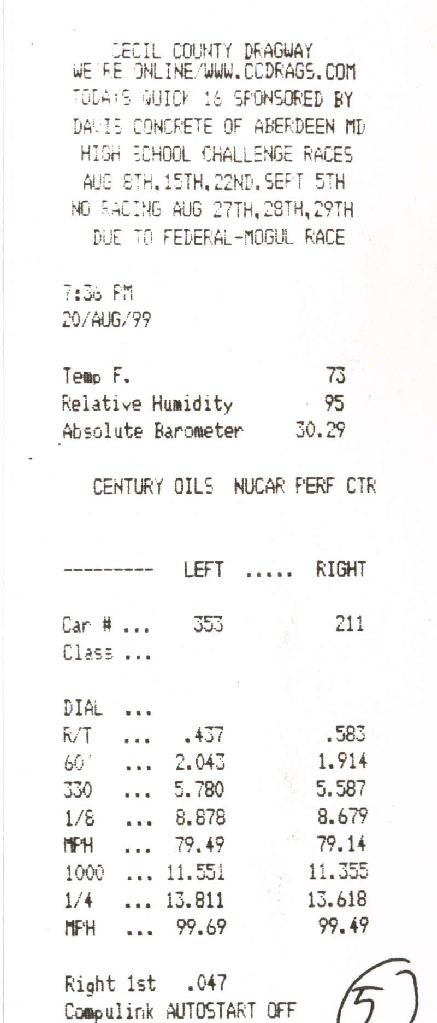 CECIL COUNTY DRAGWAY
WE'RE ONLINE/WWW.CCDRAGS.COM
TODAYS QUICK 16 SPONSORED BY
DAVIS CONCRETE OF ABERDEEN MD
HIGH SCHOOL CHALLENGE RACES
AUG 8TH,15TH,22ND,SEPT 5TH
NO RACING AUG 27TH,28TH,29TH
DUE TO FEDERAL-MOGUL RACE
7:36 PM
20/AUG/99
Temp F. 73
Relative Humidity 95
Absolute Barometer 30.29
CENTURY OILS NUCAR PERF CTR
--------- LEFT ..... RIGHT
Car # ... 353 211
Class ...
DIAL ...
R/T ... .437 .583
60' ... 2.043 1.914
330 ... 5.780 5.587
1/8 ... 8.878 8.679
MPH ... 79.49 79.14
1000 ... 11.551 11.355
1/4 ... 13.811 13.618
MPH ... 99.69 99.49
Right 1st .047
Compulink AUTOSTART OFF
5